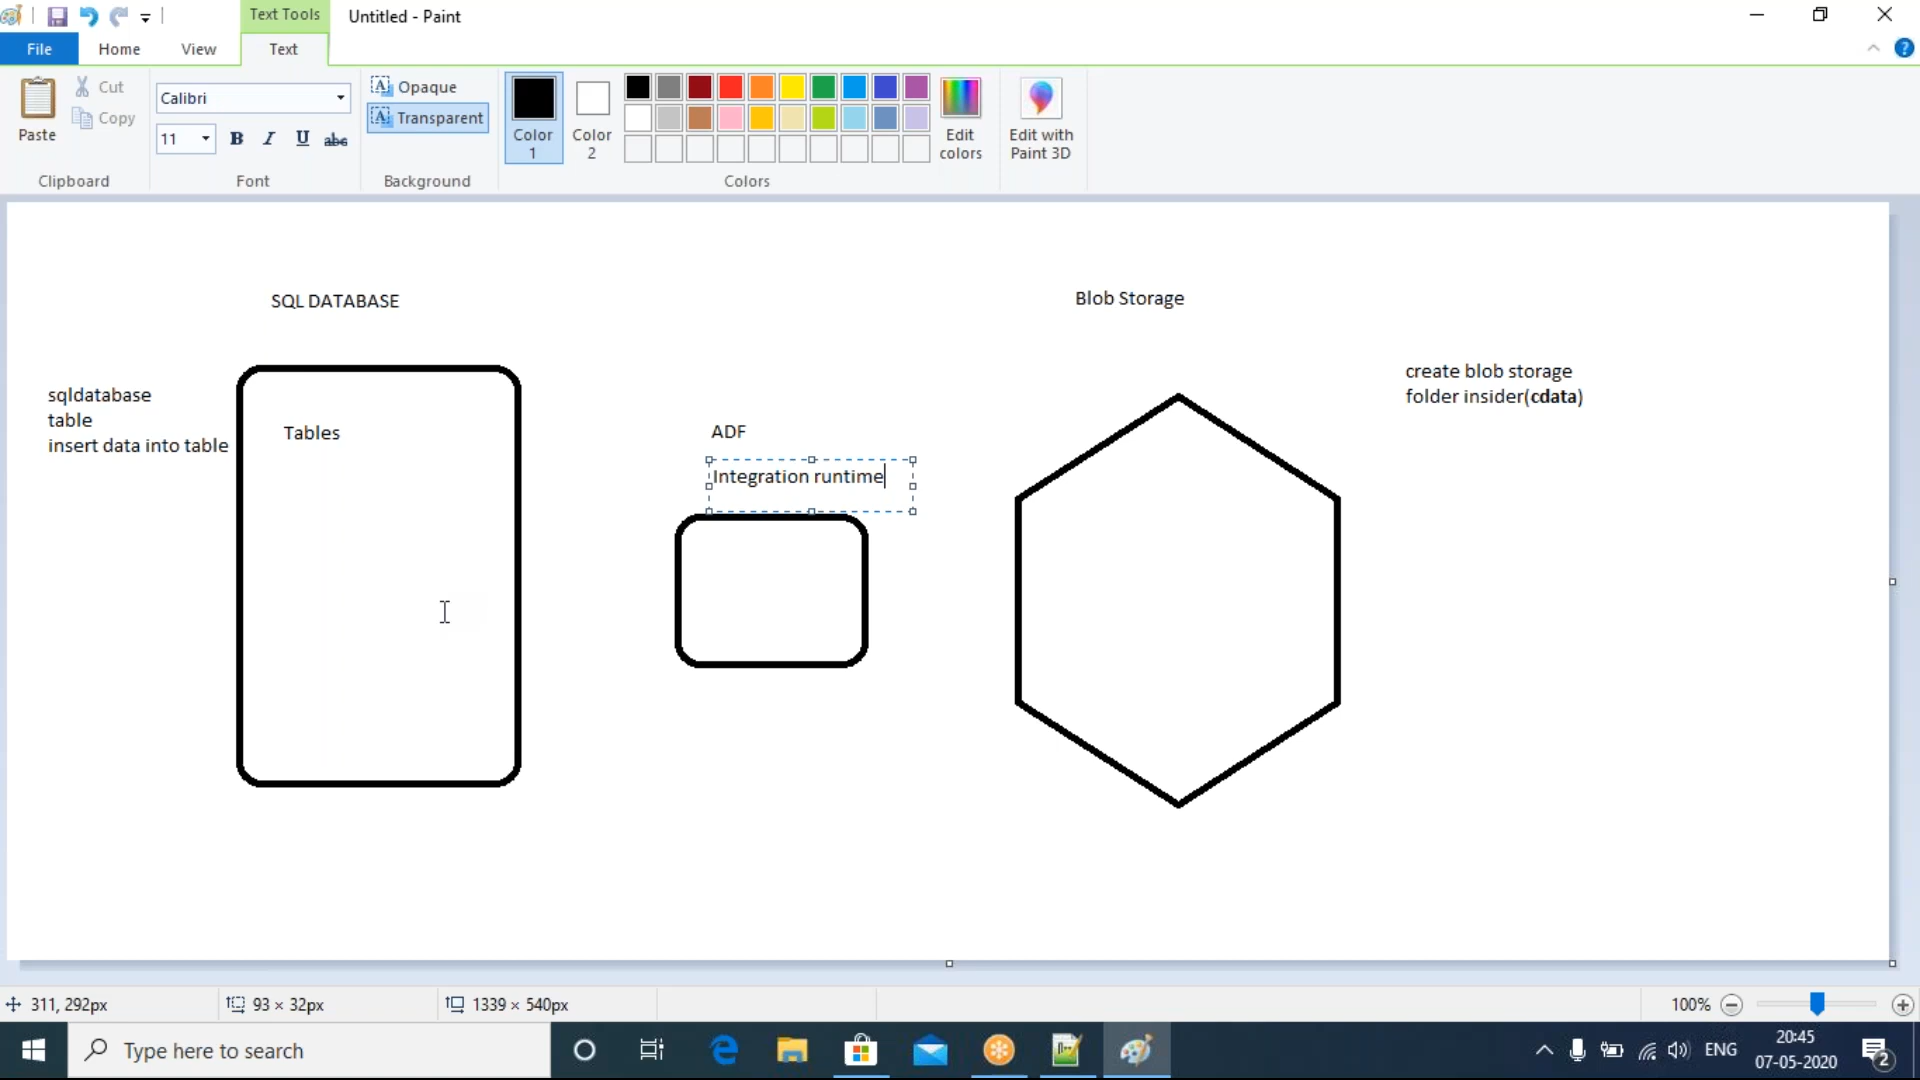 Text Tools
Untitled - Paint
File
Home
View
Text
Paste
Cut
Copy
Clipboard
Calibri
11
B
I
U
abc
Font
Opaque
Transparent
Background
Color 1
Color 2
Edit colors
Colors
Edit with Paint 3D
SQL DATABASE
Blob Storage
sqldatabase
table
insert data into table
Tables
ADF
Integration runtime
create blob storage
folder insider(cdata)
311, 292px
93 × 32px
1339 × 540px
100%
Type here to search
ENG
20:45
07-05-2020
2